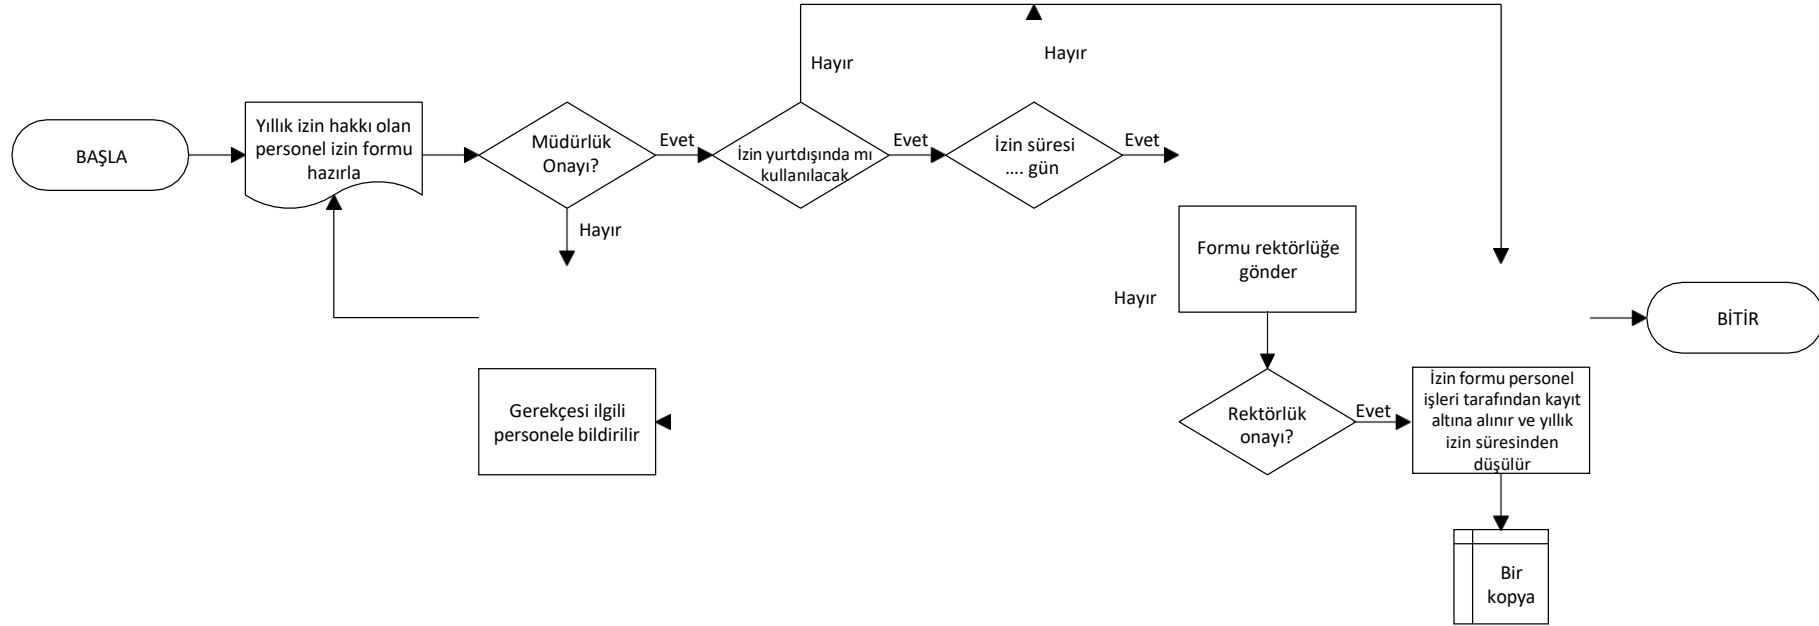 Hayır
Hayır
BAŞLA
Yıllık izin hakkı olan
personel izin formu
hazırla
Müdürlük
Onayı?
Evet
İzin yurtdışında mı
kullanılacak
Evet
İzin süresi
.... gün
Evet
Hayır
Formu rektörlüğe
gönder
Hayır
BİTİR
Gerekçesi ilgili
personele bildirilir
Rektörlük
onayı?
Evet
İzin formu personel
işleri tarafından kayıt
altına alınır ve yıllık
izin süresinden
düşülür
Bir
kopya